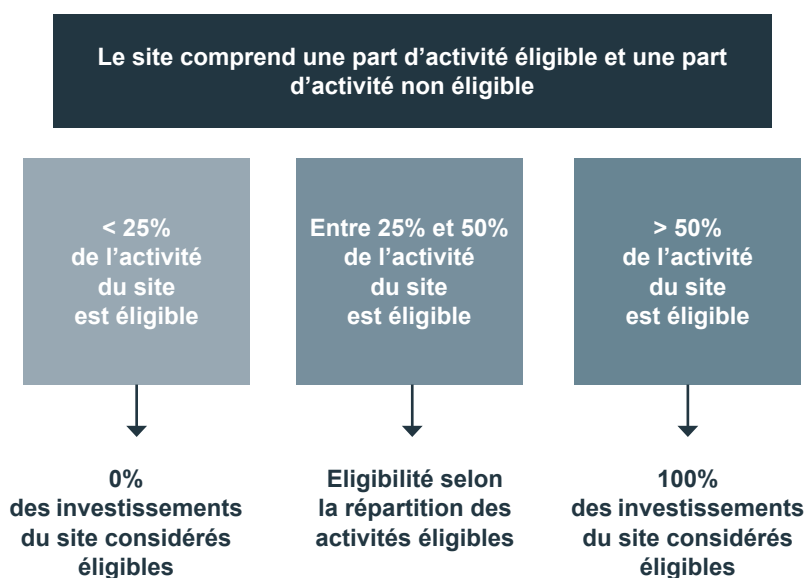 Le site comprend une part d’activité éligible et une part
d’activité non éligible
< 25%
de l’activité
du site
est éligible
Entre 25% et 50%
de l’activité
du site
est éligible
> 50%
de l’activité
du site
est éligible
0%
des investissements
du site considérés
éligibles
Eligibilité selon
la répartition des
activités éligibles
100%
des investissements
du site considérés
éligibles